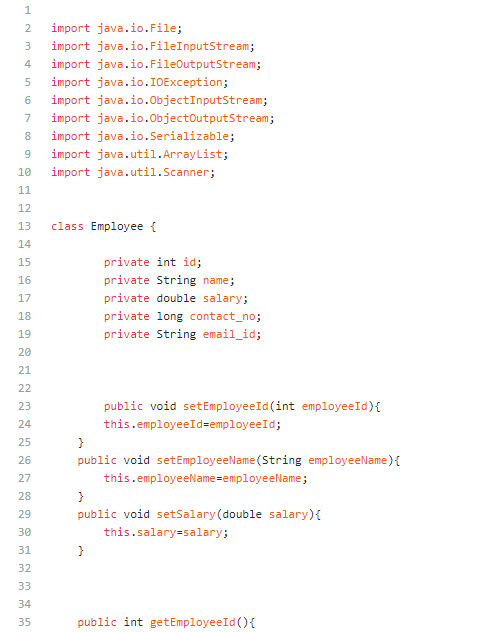 1
2 import java.io.File;
3 import java.io.FileInputStream;
4 import java.io.FileOutputStream;
5 import java.io.IOException;
6 import java.io.ObjectInputStream;
7 import java.io.ObjectOutputStream;
8 import java.io.Serializable;
9 import java.util.ArrayList;
10 import java.util.Scanner;
11
12
13 class Employee {
14
15 private int id;
16 private String name;
17 private double salary;
18 private long contact_no;
19 private String email_id;
20
21
22
23 public void setEmployeeId(int employeeId){
24 this.employeeId=employeeId;
25 }
26 public void setEmployeeName(String employeeName){
27 this.employeeName=employeeName;
28 }
29 public void setSalary(double salary){
30 this.salary=salary;
31 }
32
33
34
35 public int getEmployeeId(){